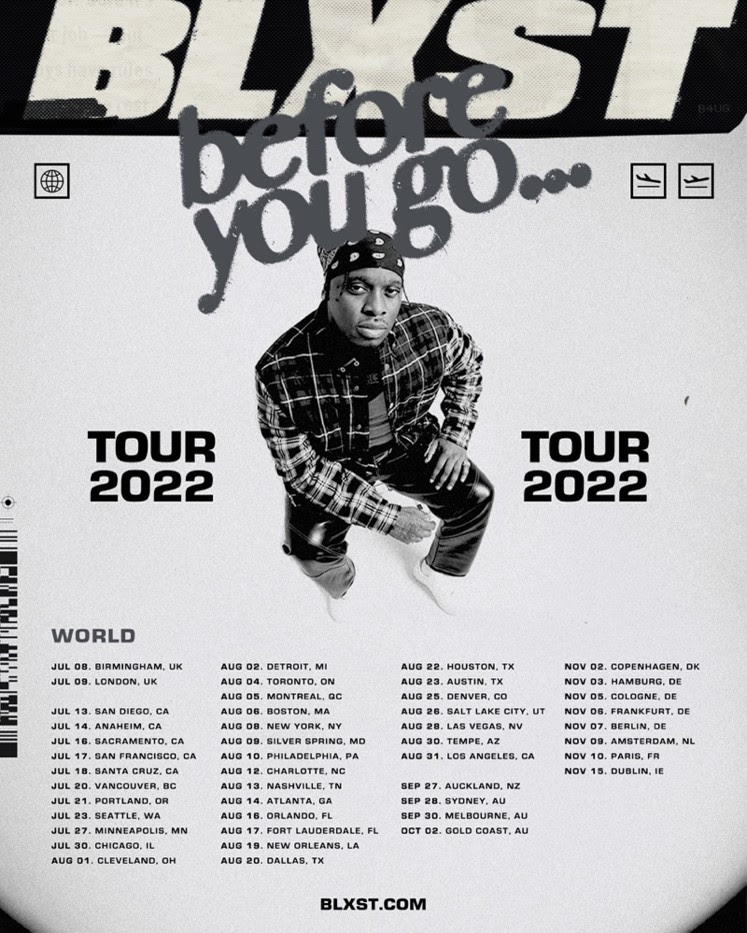 BLXST
B4UG
before
you go...
TOUR
2022
TOUR
2022
WORLD
JUL 08. BIRMINGHAM, UK
JUL 09. LONDON, UK
JUL 13. SAN DIEGO, CA
JUL 14. ANAHEIM, CA
JUL 16. SACRAMENTO, CA
JUL 17. SAN FRANCISCO, CA
JUL 18. SANTA CRUZ, CA
JUL 20. VANCOUVER, BC
JUL 21. PORTLAND, OR
JUL 23. SEATTLE, WA
JUL 27. MINNEAPOLIS, MN
JUL 30. CHICAGO, IL
AUG 01. CLEVELAND, OH
AUG 02. DETROIT, MI
AUG 04. TORONTO, ON
AUG 05. MONTREAL, QC
AUG 06. BOSTON, MA
AUG 08. NEW YORK, NY
AUG 09. SILVER SPRING, MD
AUG 10. PHILADELPHIA, PA
AUG 12. CHARLOTTE, NC
AUG 13. NASHVILLE, TN
AUG 14. ATLANTA, GA
AUG 16. ORLANDO, FL
AUG 17. FORT LAUDERDALE, FL
AUG 19. NEW ORLEANS, LA
AUG 20. DALLAS, TX
AUG 22. HOUSTON, TX
AUG 23. AUSTIN, TX
AUG 25. DENVER, CO
AUG 26. SALT LAKE CITY, UT
AUG 28. LAS VEGAS, NV
AUG 30. TEMPE, AZ
AUG 31. LOS ANGELES, CA
SEP 27. AUCKLAND, NZ
SEP 28. SYDNEY, AU
SEP 30. MELBOURNE, AU
OCT 02. GOLD COAST, AU
NOV 02. COPENHAGEN, DK
NOV 03. HAMBURG, DE
NOV 05. COLOGNE, DE
NOV 06. FRANKFURT, DE
NOV 07. BERLIN, DE
NOV 09. AMSTERDAM, NL
NOV 10. PARIS, FR
NOV 15. DUBLIN, IE
BLXST.COM